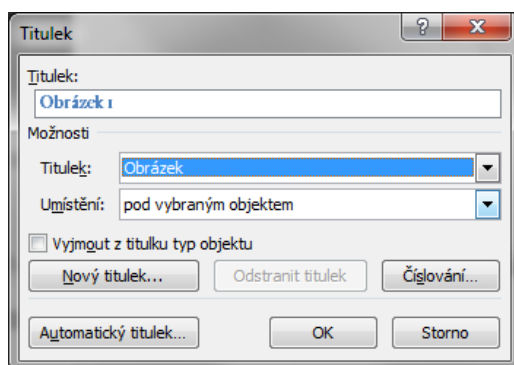 Titulek
Titulek:
Obrázek 1
Možnosti
Titulek: Obrázek
Umístění: pod vybraným objektem
Vyjmout z titulku typ objektu
Nový titulek... Odstranit titulek Číslování...
Automatický titulek... OK Storno